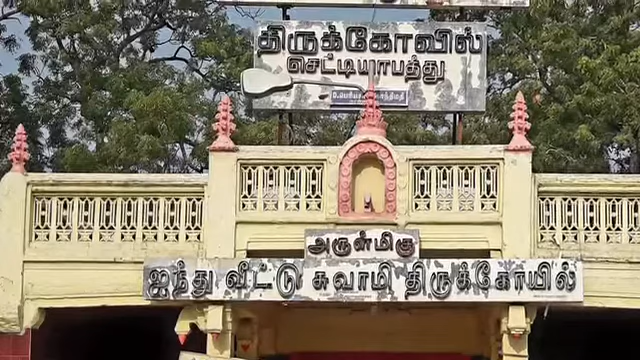 திருக்கோவில்
செட்டியாபத்து
அருள்மிகு
ஐந்து வீட்டு சுவாமி திருக்கோயில்